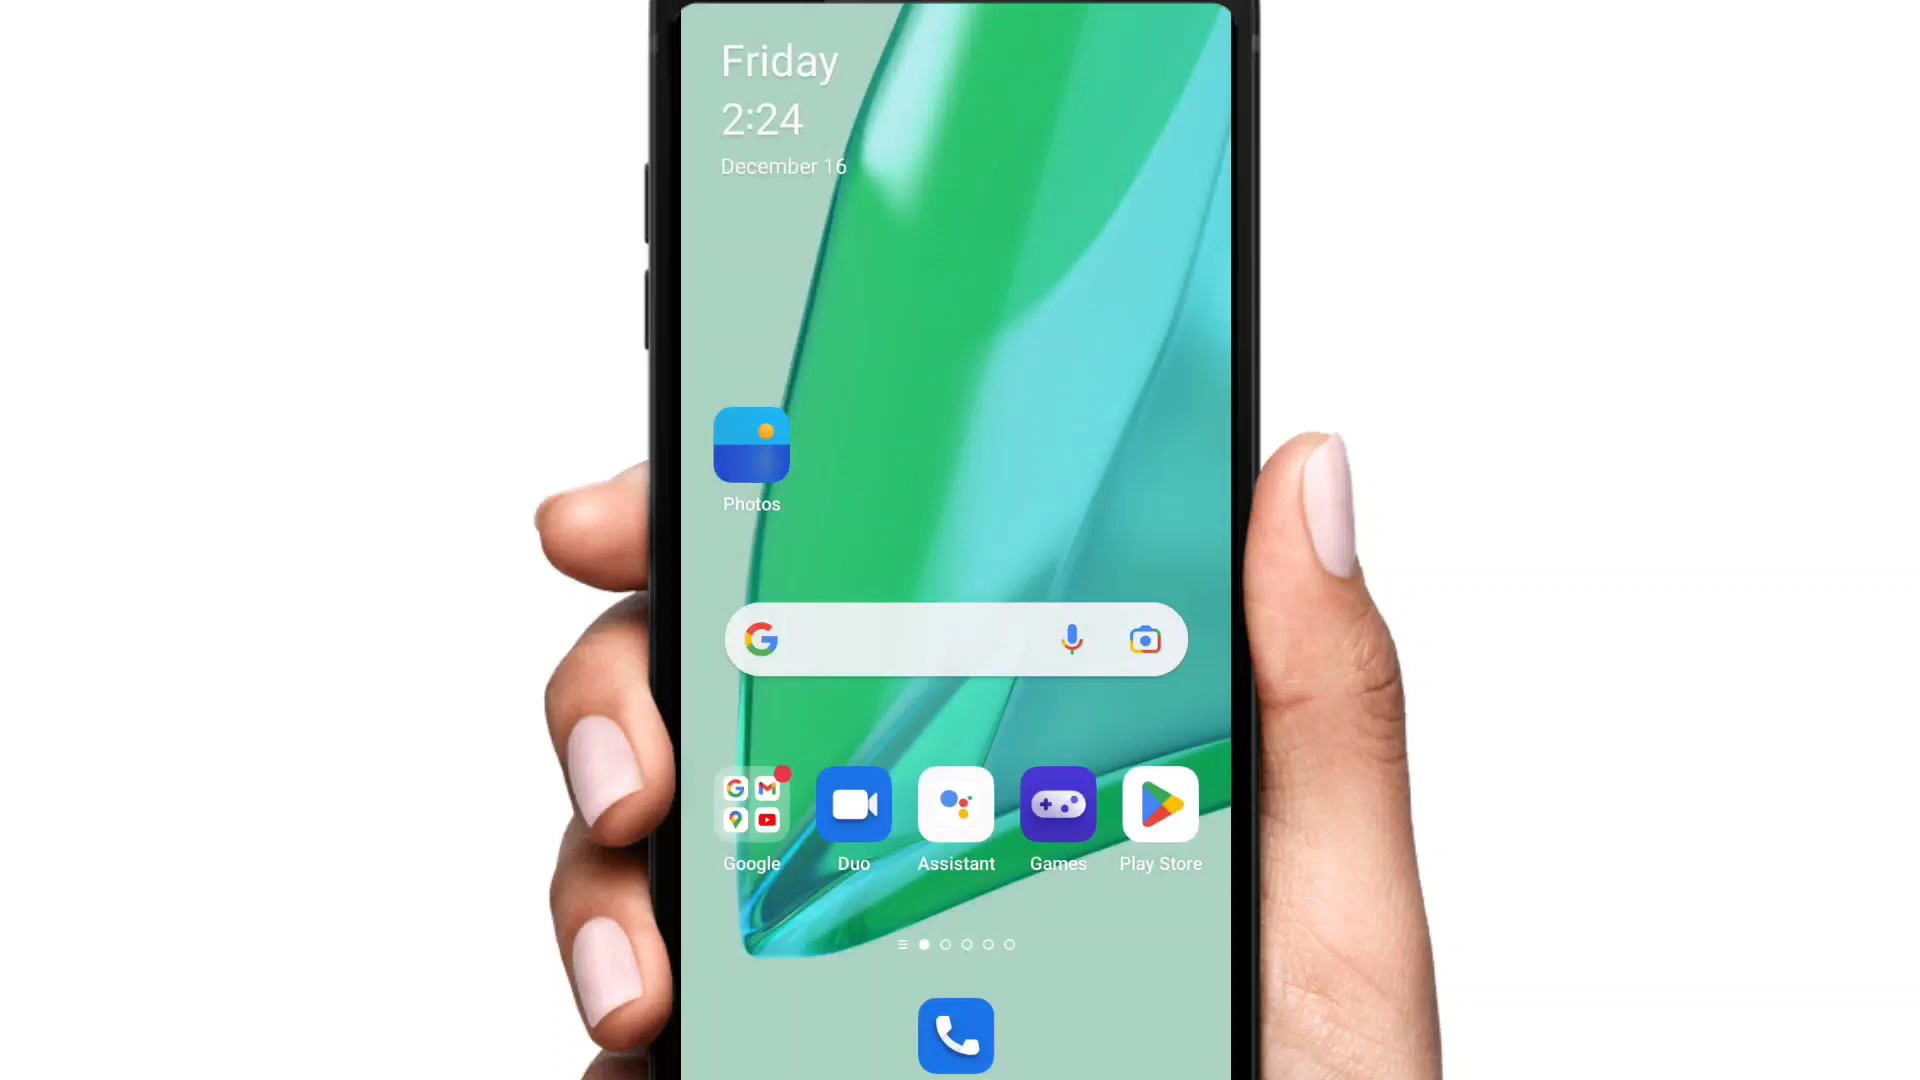 Friday
2:24
December 16
Photos
Google
Duo
Assistant
Games
Play Store